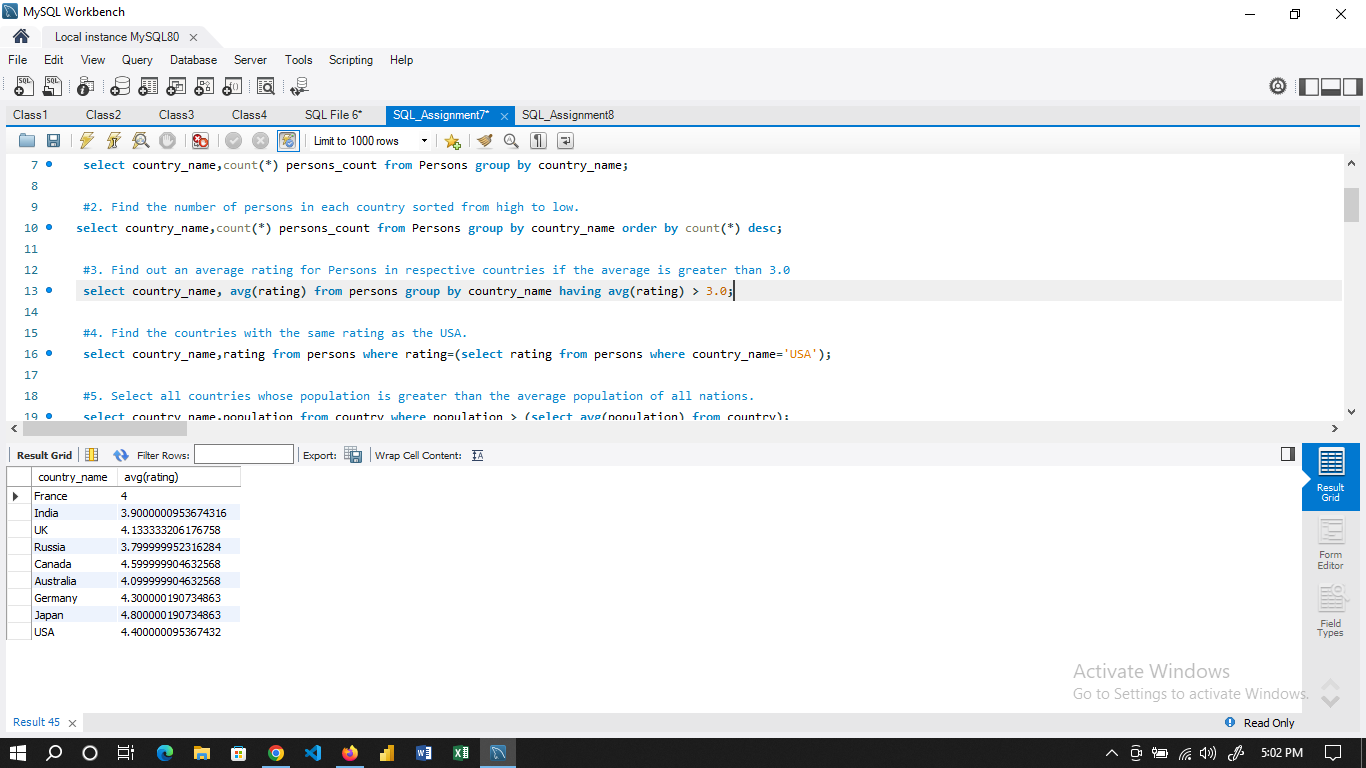 MySQL Workbench
Local instance MySQL80
File Edit View Query Database Server Tools Scripting Help
Class1 Class2 Class3 Class4 SQL File 6* SQL_Assignment7* SQL_Assignment8
Limit to 1000 rows
7 select country_name,count(*) persons_count from Persons group by country_name;
8
9 #2. Find the number of persons in each country sorted from high to low.
10 select country_name,count(*) persons_count from Persons group by country_name order by count(*) desc;
11
12 #3. Find out an average rating for Persons in respective countries if the average is greater than 3.0
13 select country_name, avg(rating) from persons group by country_name having avg(rating) > 3.0;
14
15 #4. Find the countries with the same rating as the USA.
16 select country_name,rating from persons where rating=(select rating from persons where country_name='USA');
17
18 #5. Select all countries whose population is greater than the average population of all nations.
19 select country_name,population from country where population > (select avg(population) from country);
Result Grid Filter Rows: Export: Wrap Cell Content:
country_name avg(rating)
France 4
India 3.9000000953674316
UK 4.133333206176758
Russia 3.799999952316284
Canada 4.599999904632568
Australia 4.099999904632568
Germany 4.300000190734863
Japan 4.800000190734863
USA 4.400000095367432
Result
Grid
Form
Editor
Field
Types
Activate Windows
Go to Settings to activate Windows.
Result 45
Read Only
5:02 PM